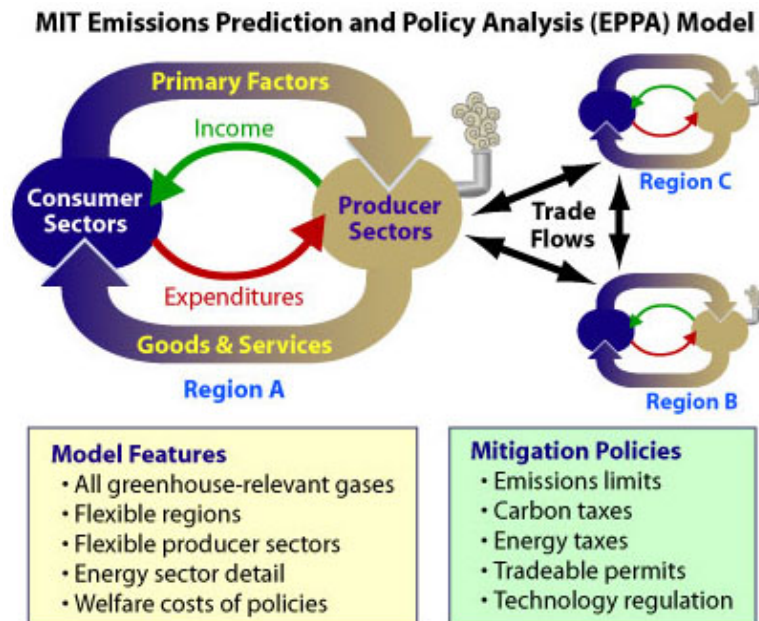 MIT Emissions Prediction and Policy Analysis (EPPA) Model
Primary Factors
Income
Consumer
Sectors
Producer
Sectors
Expenditures
Goods & Services
Region A
Trade
Flows
Region C
Region B
Model Features
• All greenhouse-relevant gases
• Flexible regions
• Flexible producer sectors
• Energy sector detail
• Welfare costs of policies
Mitigation Policies
• Emissions limits
• Carbon taxes
• Energy taxes
• Tradeable permits
• Technology regulation